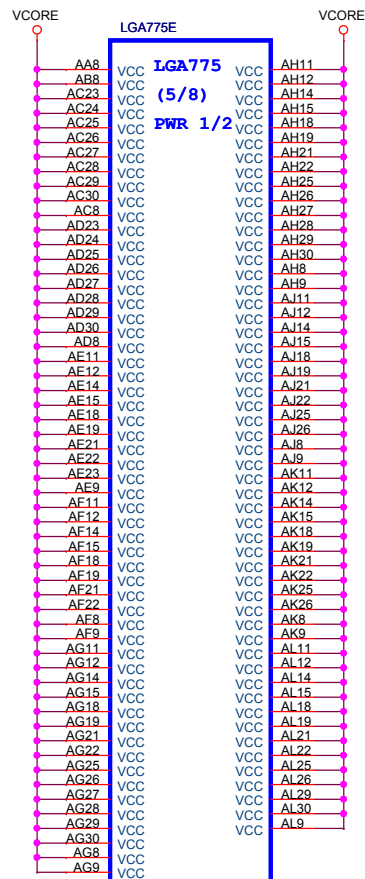 VCORE LGA775E VCORE
AA8 VCC LGA775 VCC AH11
AB8 VCC VCC AH12
AC23 VCC (5/8) VCC AH14
AC24 VCC VCC AH15
AC25 VCC PWR 1/2 VCC AH18
AC26 VCC VCC AH19
AC27 VCC VCC AH21
AC28 VCC VCC AH22
AC29 VCC VCC AH25
AC30 VCC VCC AH26
AC8 VCC VCC AH27
AD23 VCC VCC AH28
AD24 VCC VCC AH29
AD25 VCC VCC AH30
AD26 VCC VCC AH8
AD27 VCC VCC AH9
AD28 VCC VCC AJ11
AD29 VCC VCC AJ12
AD30 VCC VCC AJ14
AD8 VCC VCC AJ15
AE11 VCC VCC AJ18
AE12 VCC VCC AJ19
AE14 VCC VCC AJ21
AE15 VCC VCC AJ22
AE18 VCC VCC AJ25
AE19 VCC VCC AJ26
AE21 VCC VCC AJ8
AE22 VCC VCC AJ9
AE23 VCC VCC AK11
AE9 VCC VCC AK12
AF11 VCC VCC AK14
AF12 VCC VCC AK15
AF14 VCC VCC AK18
AF15 VCC VCC AK19
AF18 VCC VCC AK21
AF19 VCC VCC AK22
AF21 VCC VCC AK25
AF22 VCC VCC AK26
AF8 VCC VCC AK8
AF9 VCC VCC AK9
AG11 VCC VCC AL11
AG12 VCC VCC AL12
AG14 VCC VCC AL14
AG15 VCC VCC AL15
AG18 VCC VCC AL18
AG19 VCC VCC AL19
AG21 VCC VCC AL21
AG22 VCC VCC AL22
AG25 VCC VCC AL25
AG26 VCC VCC AL26
AG27 VCC VCC AL29
AG28 VCC VCC AL30
AG29 VCC VCC AL9
AG30 VCC
AG8 VCC
AG9 VCC